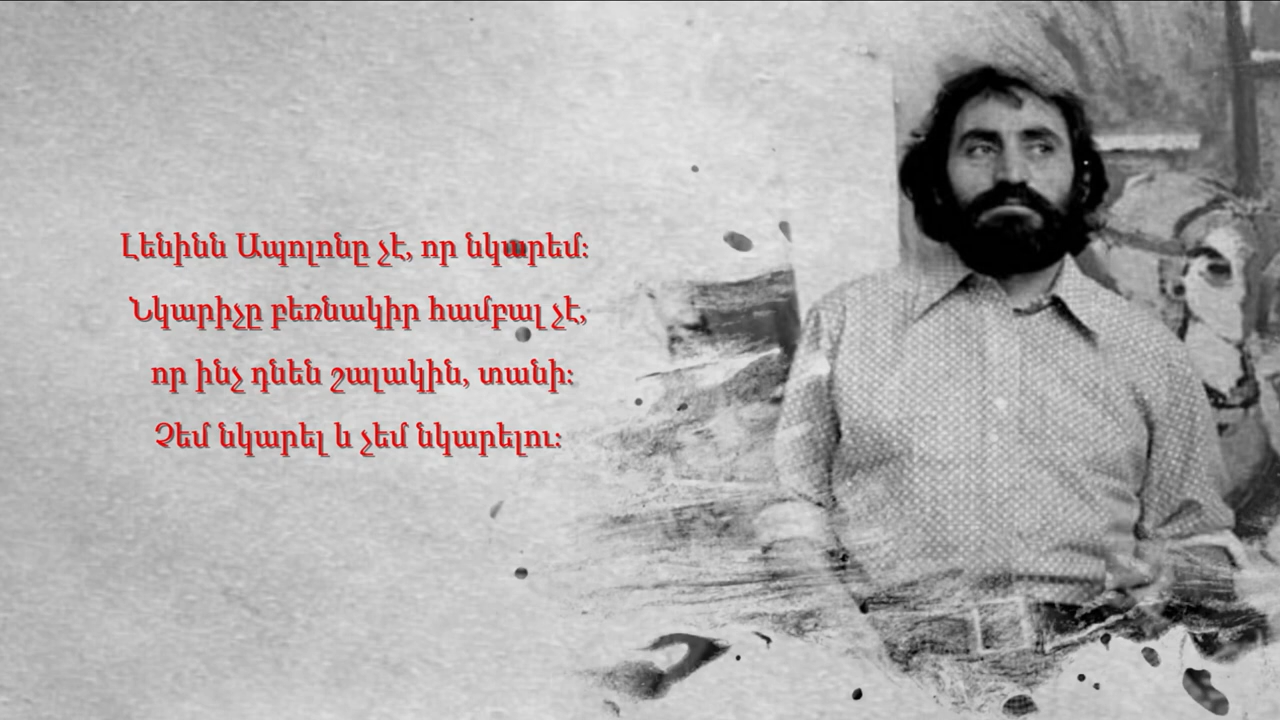 Լենինն Ապոլոնը չէ, որ նկարեմ։
Նկարիչը բեռնակիր համբալ չէ,
որ ինչ դնեն շալակին, տանի։
Չեմ նկարել և չեմ նկարելու։